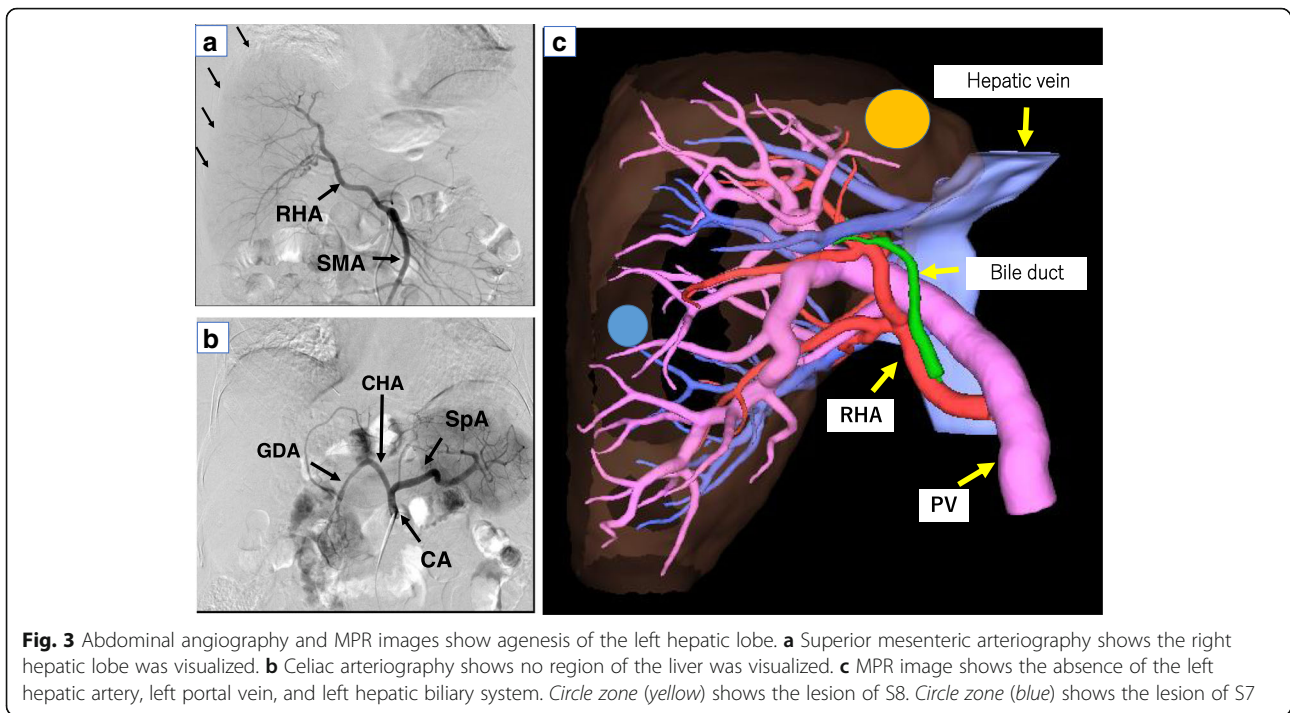 a
RHA
SMA
b
CHA
SpA
GDA
CA
c
Hepatic vein
Bile duct
RHA
PV
Fig. 3 Abdominal angiography and MPR images show agenesis of the left hepatic lobe. a Superior mesenteric arteriography shows the right
hepatic lobe was visualized. b Celiac arteriography shows no region of the liver was visualized. c MPR image shows the absence of the left
hepatic artery, left portal vein, and left hepatic biliary system. Circle zone (yellow) shows the lesion of S8. Circle zone (blue) shows the lesion of S7